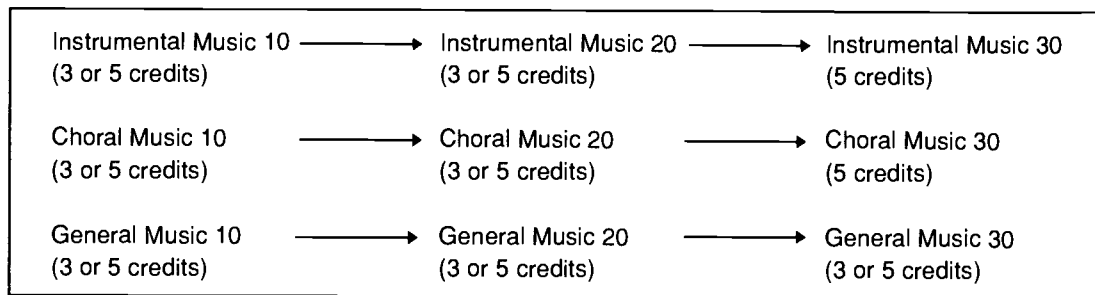 Instrumental Music 10 Instrumental Music 20 Instrumental Music 30
(3 or 5 credits) (3 or 5 credits) (5 credits)
Choral Music 10 Choral Music 20 Choral Music 30
(3 or 5 credits) (3 or 5 credits) (5 credits)
General Music 10 General Music 20 General Music 30
(3 or 5 credits) (3 or 5 credits) (3 or 5 credits)